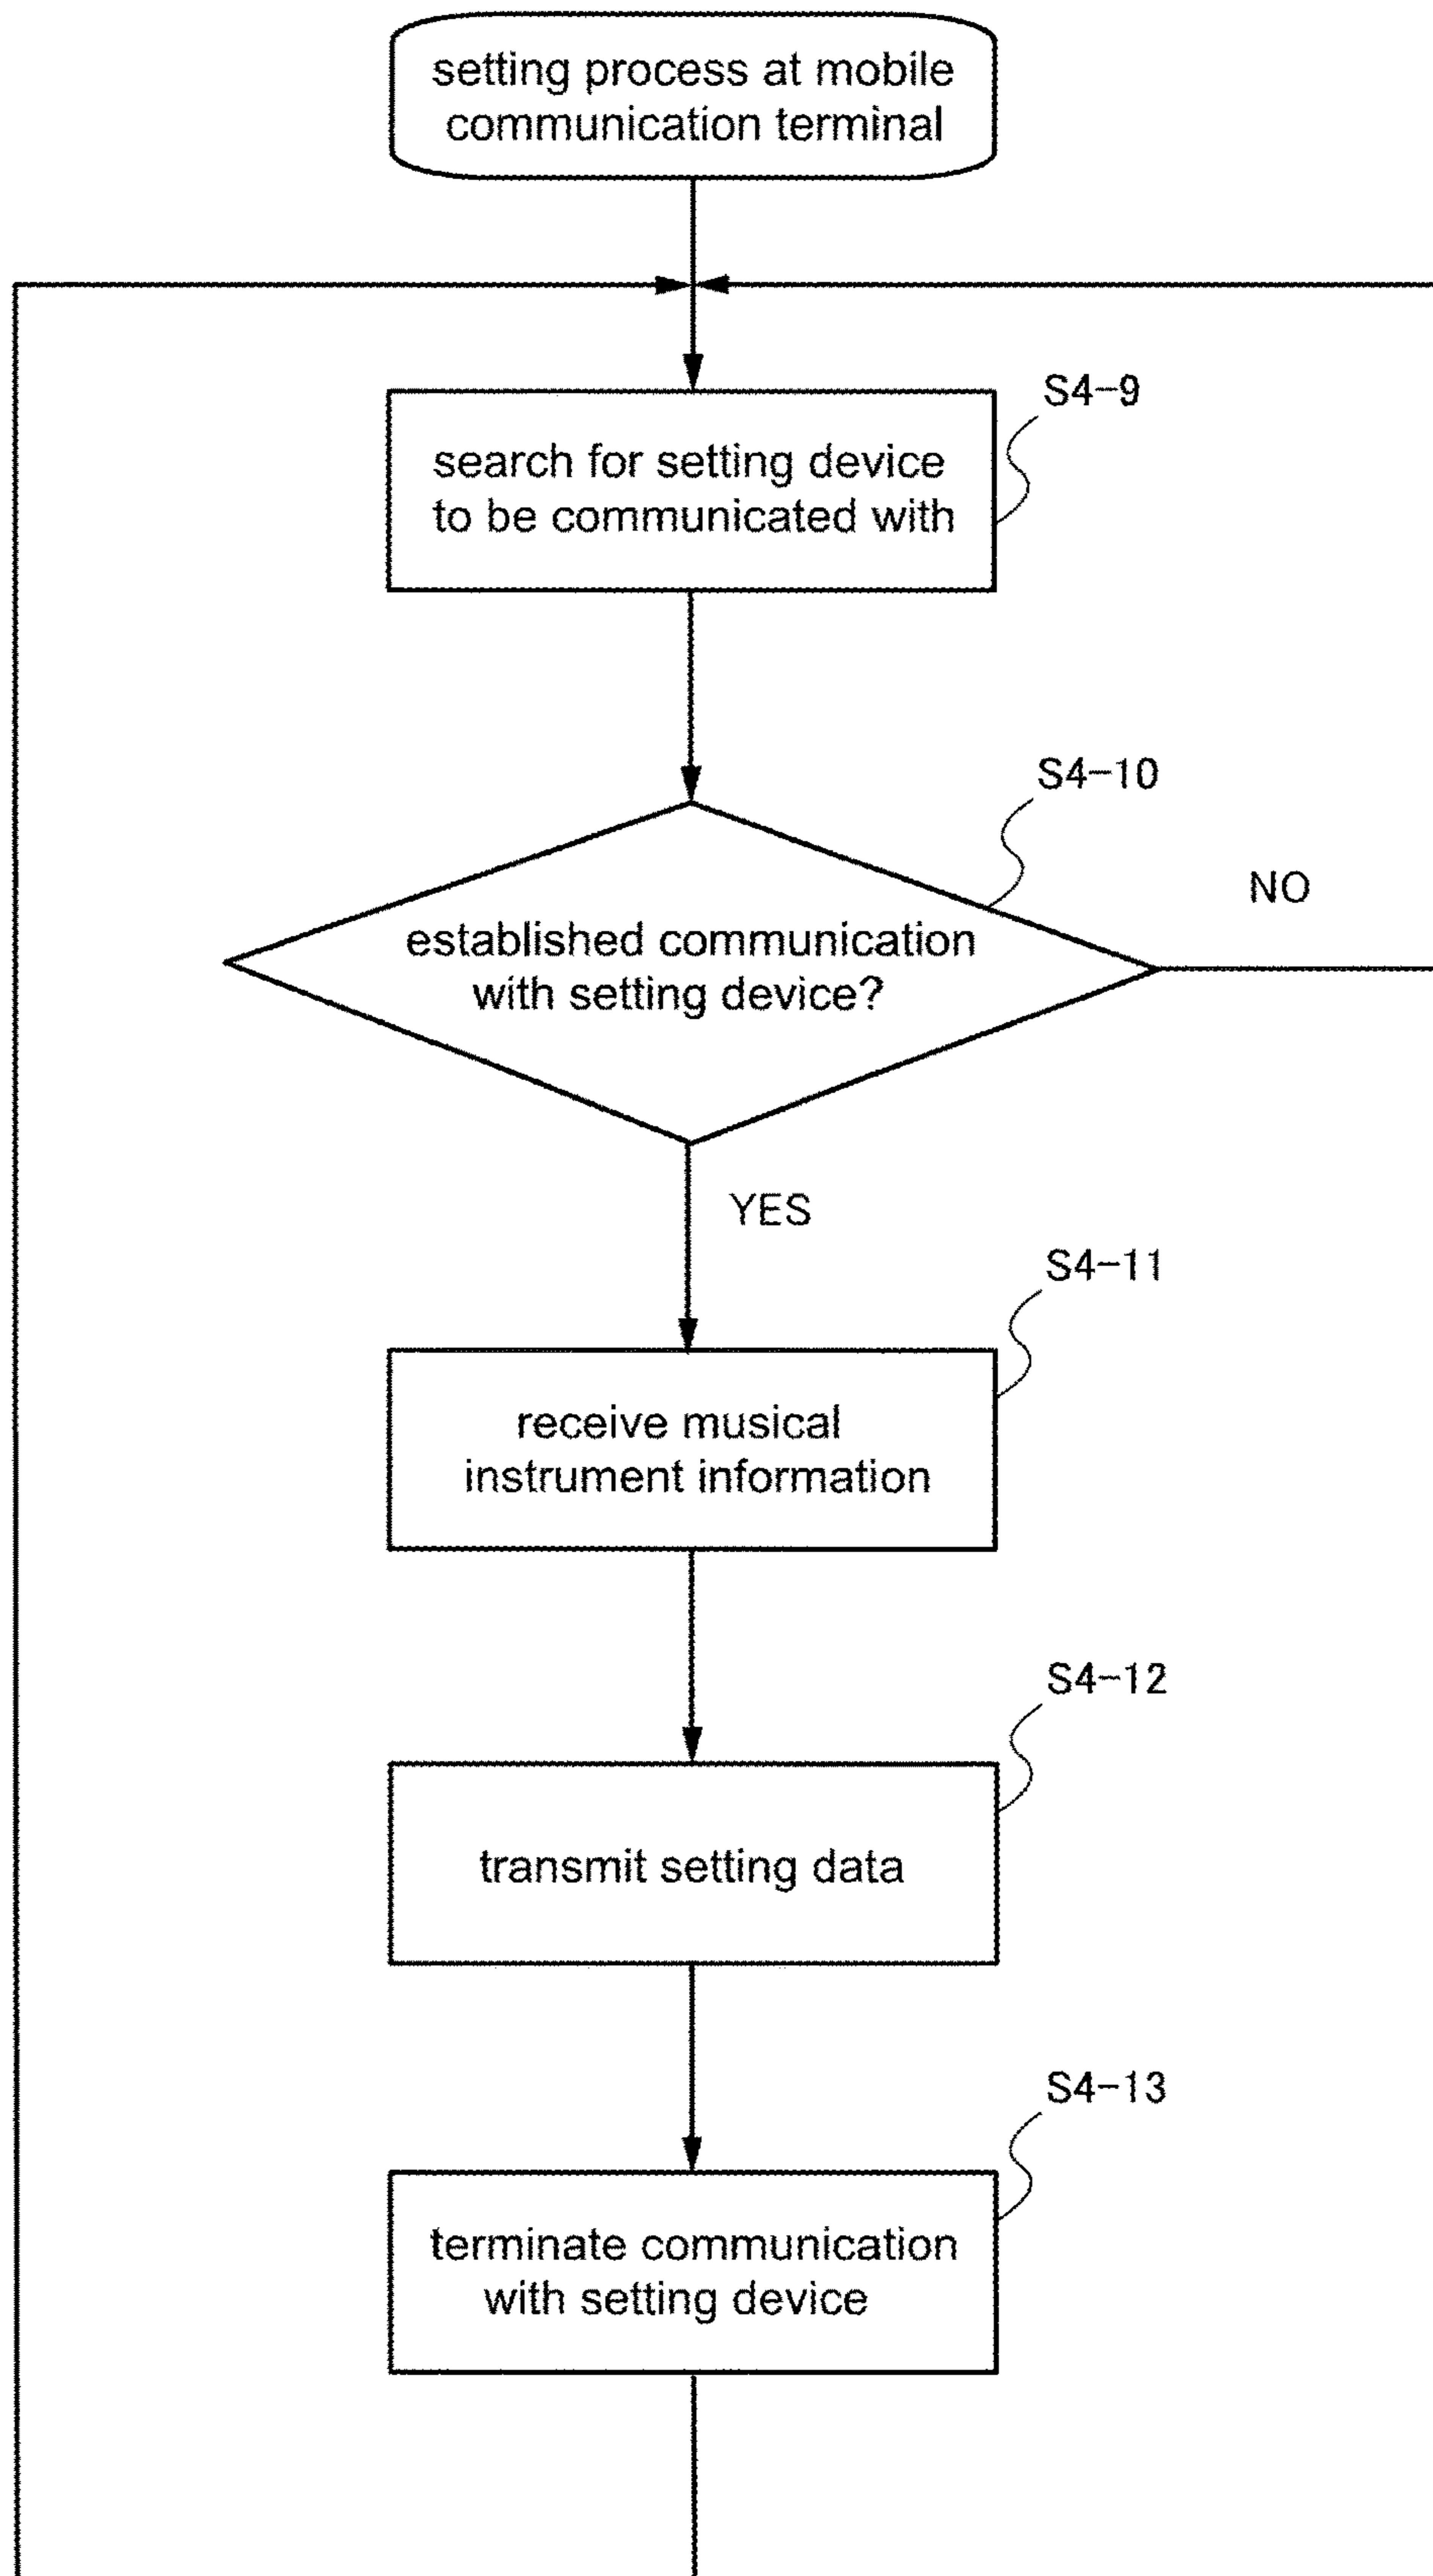 setting process at mobile
communication terminal
S4-9
search for setting device
to be communicated with
S4-10
NO
established communication
with setting device?
YES
S4-11
receive musical
instrument information
S4-12
transmit setting data
S4-13
terminate communication
with setting device